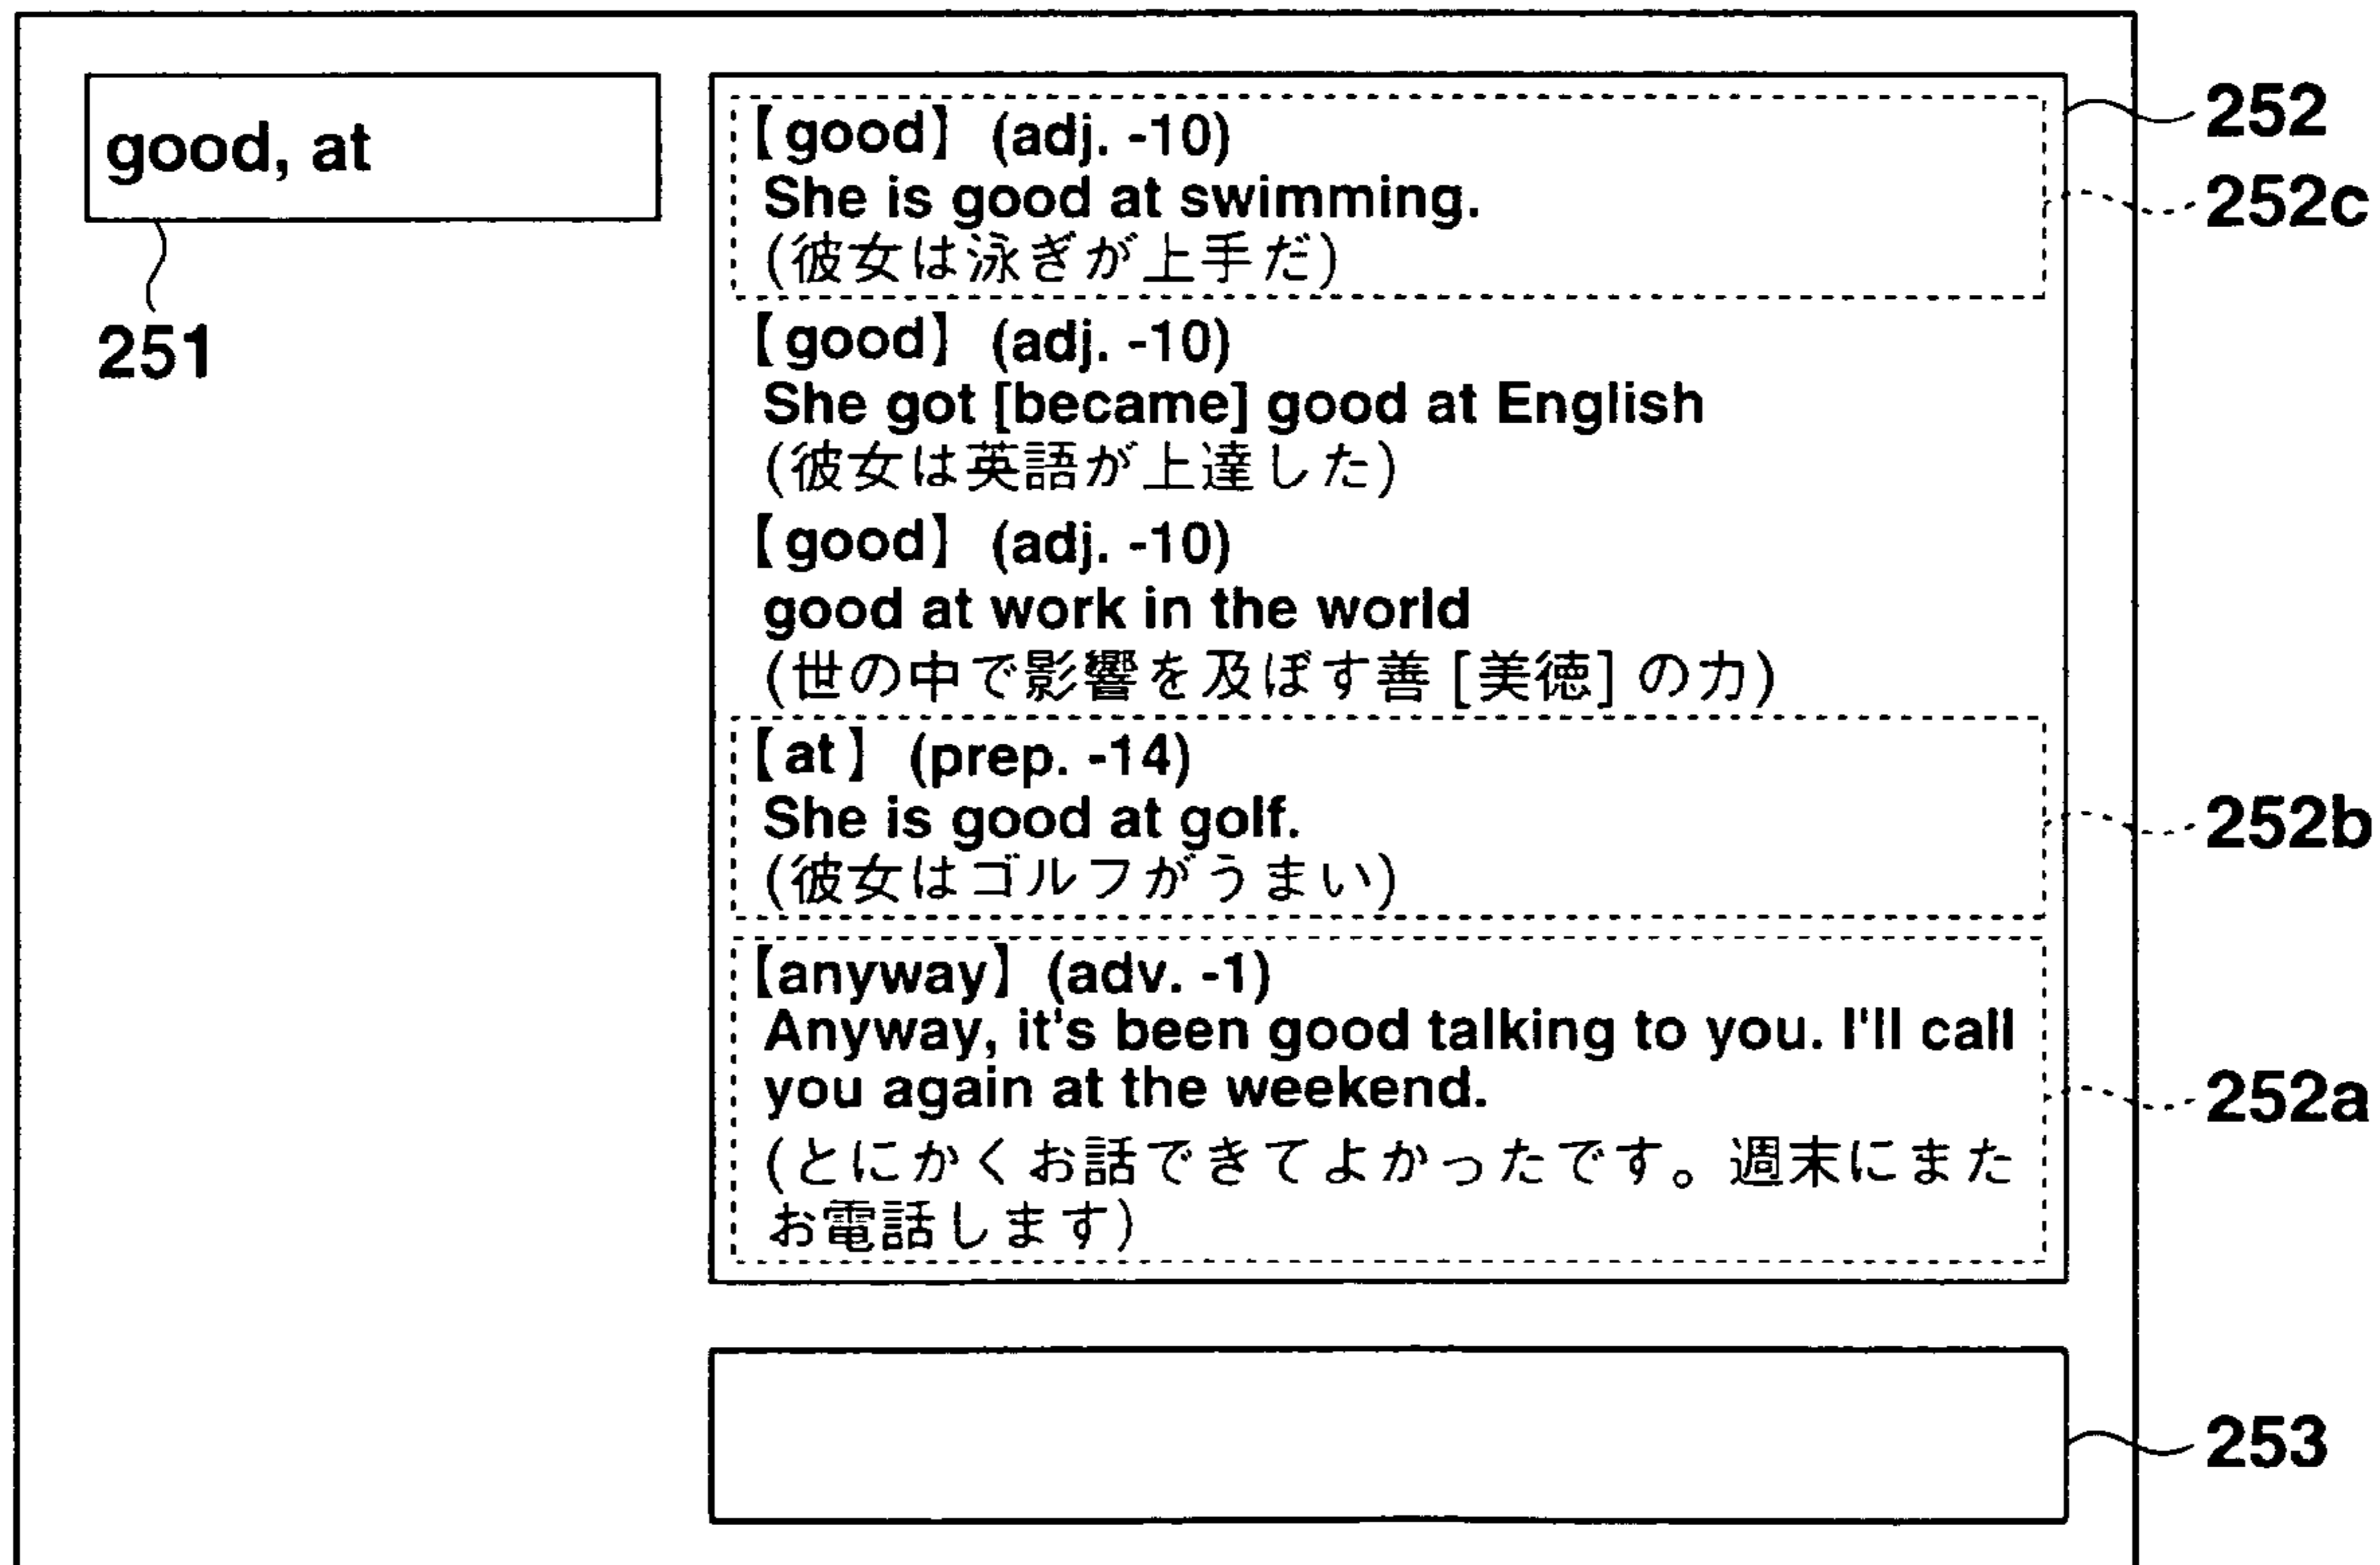 good, at
251
【good】 (adj. -10)
She is good at swimming.
(彼女は泳ぎが上手だ)
【good】 (adj. -10)
She got [became] good at English
(彼女は英語が上達した)
【good】 (adj. -10)
good at work in the world
(世の中で影響を及ぼす善 [美徳] の力)
【at】 (prep. -14)
She is good at golf.
(彼女はゴルフがうまい)
【anyway】 (adv. -1)
Anyway, it's been good talking to you. I'll call
you again at the weekend.
(とにかくお話できてよかったです。週末にまた
お電話します)
252
252c
252b
252a
253